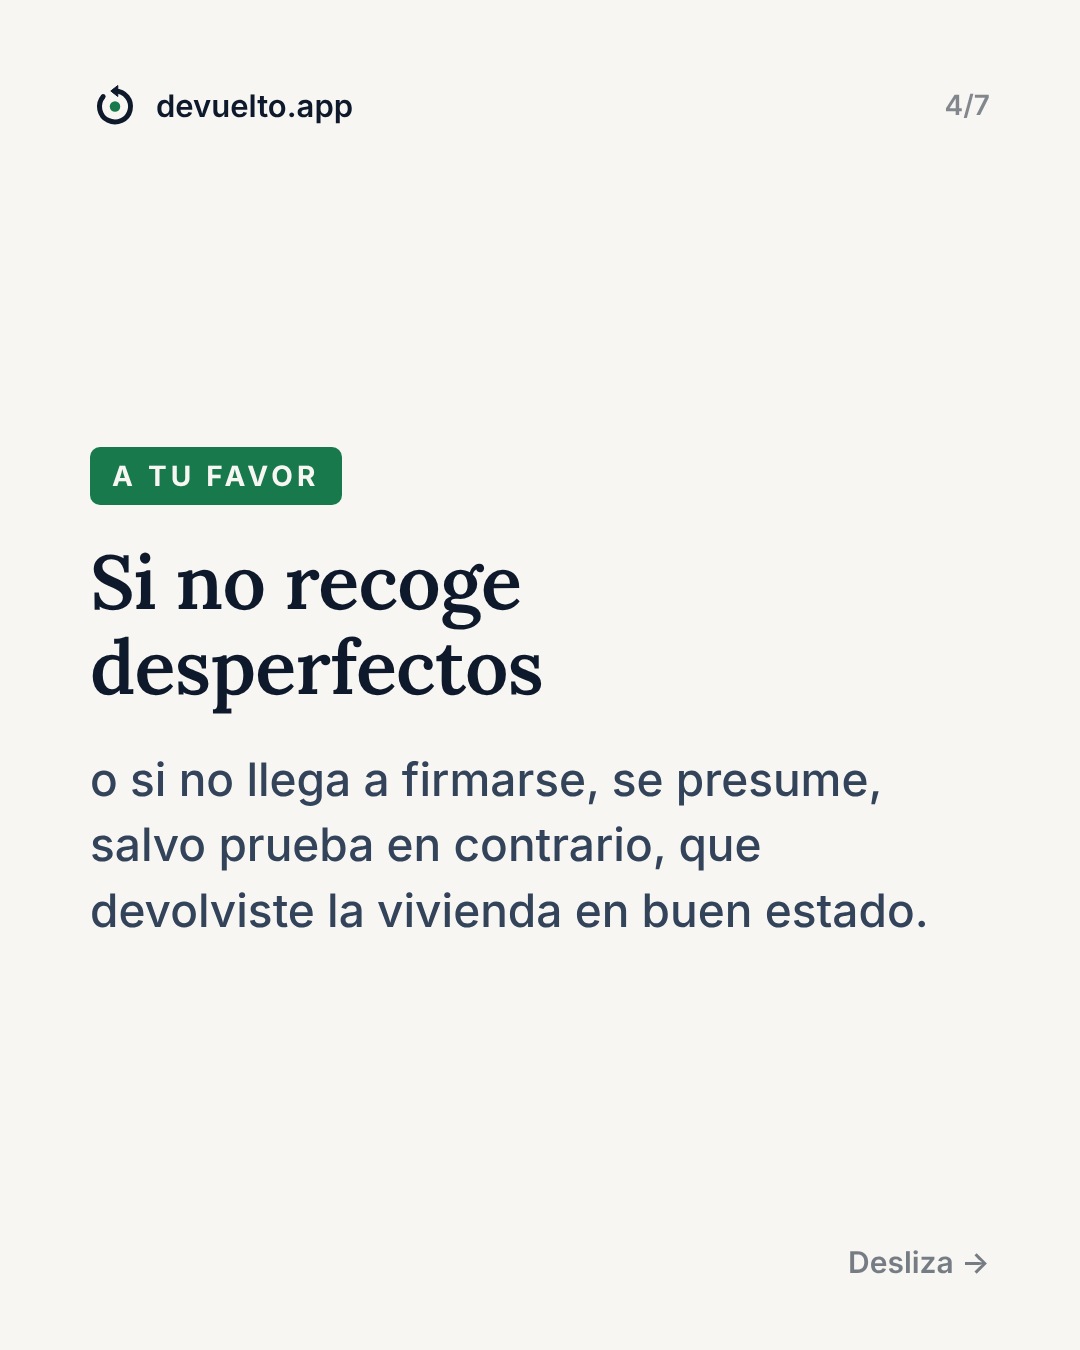 devuelto.app
4/7
A TU FAVOR
Si no recoge
desperfectos
o si no llega a firmarse, se presume,
salvo prueba en contrario, que
devolviste la vivienda en buen estado.
Desliza →